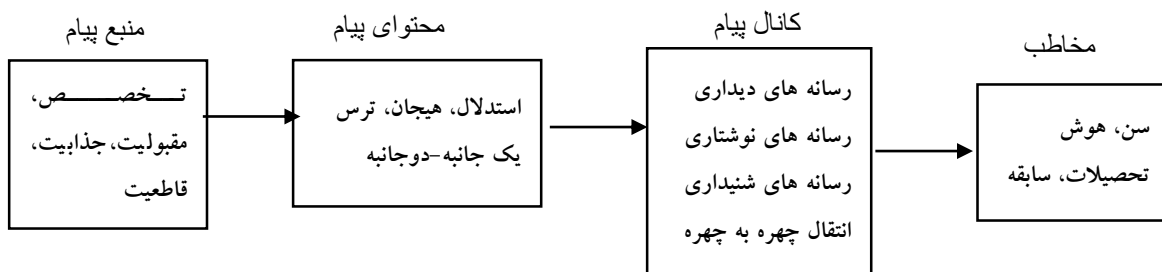 منبع پیام
تخصص،
مقبولیت، جذابیت،
قاطعیت
محتوای پیام
استدلال، هیجان، ترس
یک جانبه-دوجانبه
کانال پیام
رسانه های دیداری
رسانه های نوشتاری
رسانه های شنیداری
انتقال چهره به چهره
مخاطب
سن، هوش
تحصیلات، سابقه